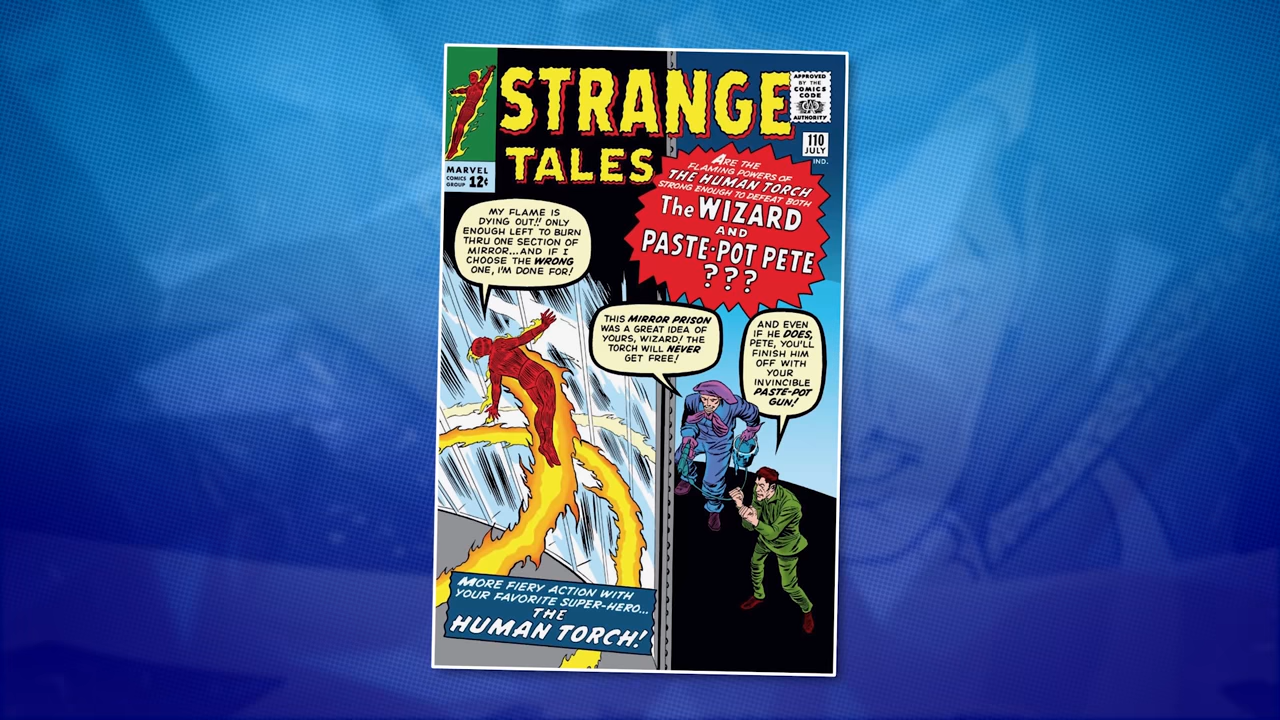 STRANGE
TALES
APPROVED
BY THE
COMICS
CODE
AUTHORITY
110
JULY
IND.
MARVEL
COMICS
GROUP
12¢
ARE THE
FLAMING POWERS OF
THE HUMAN TORCH
STRONG ENOUGH TO DEFEAT BOTH
The WIZARD
AND
PASTE-POT PETE
???
MY FLAME IS
DYING OUT!! ONLY
ENOUGH LEFT TO BURN
THRU ONE SECTION OF
MIRROR...AND IF I
CHOOSE THE WRONG
ONE, I'M DONE FOR!
THIS MIRROR PRISON
WAS A GREAT IDEA OF
YOURS, WIZARD! THE
TORCH WILL NEVER
GET FREE!
AND EVEN
IF HE DOES,
PETE, YOU'LL
FINISH HIM
OFF WITH
YOUR
INVINCIBLE
PASTE-POT
GUN!
MORE FIERY ACTION WITH
YOUR FAVORITE SUPER-HERO...
THE
HUMAN TORCH!